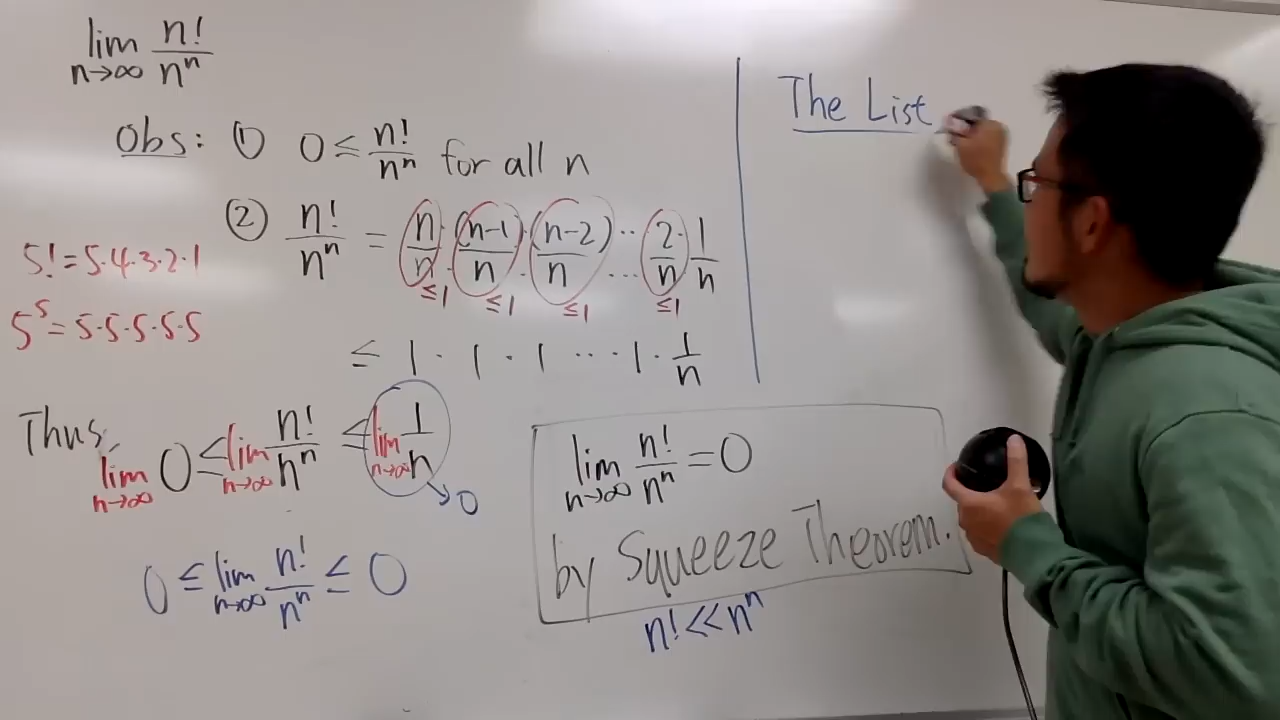 lim n→∞ n!/nⁿ
Obs: ① 0 ≤ n!/nⁿ for all n
② n!/nⁿ = n/n · (n-1)/n · (n-2)/n ··· 2/n · 1/n
≤1 ≤1 ≤1 ≤1
5! = 5·4·3·2·1
5⁵ = 5·5·5·5·5
≤ 1 · 1 · 1 ··· 1 · 1/n
Thus, lim n→∞ 0 ≤ lim n→∞ n!/nⁿ ≤ lim n→∞ 1/n → 0
0 ≤ lim n→∞ n!/nⁿ ≤ 0
lim n→∞ n!/nⁿ = 0
by Squeeze Theorem.
n! << nⁿ
The List